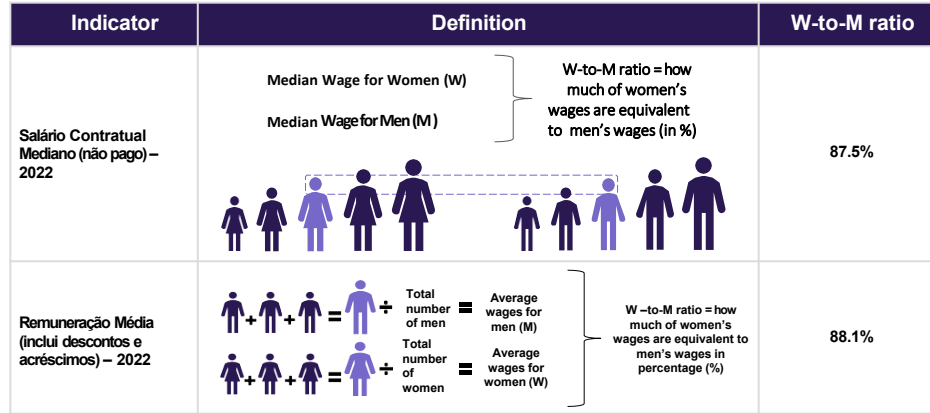 Indicator
Definition
W-to-M ratio
Salário Contratual
Mediano (não pago) –
2022
Median Wage for Women (W)
Median Wage for Men (M )
W-to-M ratio = how
much of women's
wages are equivalent
to men's wages (in %)
87.5%
Remuneração Média
(inclui descontos e
acréscimos) – 2022
+ + = ÷
Total
number
of men
=
Average
wages for
men (M)
+ + = ÷
Total
number
of
women
=
Average
wages for
women (W)
W –to-M ratio = how
much of women's
wages are equivalent to
men's wages in
percentage (%)
88.1%